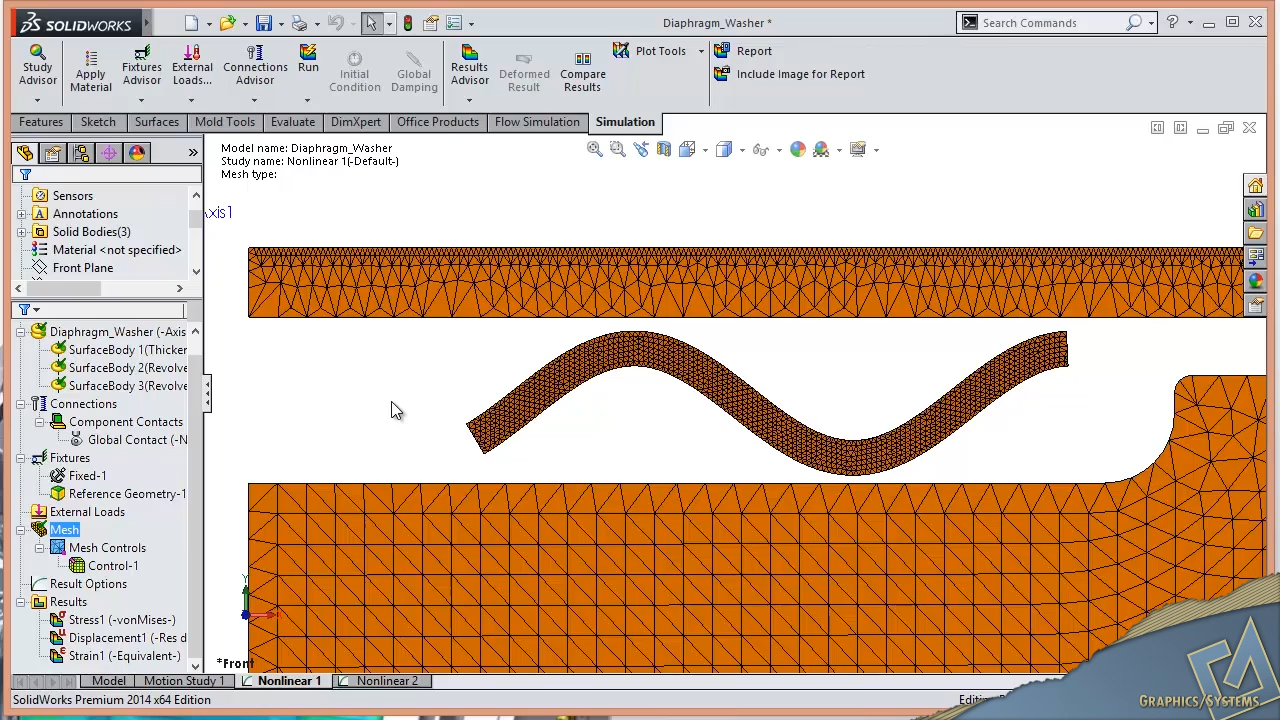 SOLIDWORKS
Diaphragm_Washer *
Search Commands
Study Advisor
Apply Material
Fixtures Advisor
External Loads...
Connections Advisor
Run
Initial Condition
Global Damping
Results Advisor
Deformed Result
Compare Results
Plot Tools
Report
Include Image for Report
Features
Sketch
Surfaces
Mold Tools
Evaluate
DimXpert
Office Products
Flow Simulation
Simulation
Model name: Diaphragm_Washer
Study name: Nonlinear 1(-Default-)
Mesh type:
Axis1
Sensors
Annotations
Solid Bodies(3)
Material <not specified>
Front Plane
Diaphragm_Washer (-Axis
SurfaceBody 1(Thicker
SurfaceBody 2(Revolve
SurfaceBody 3(Revolve
Connections
Component Contacts
Global Contact (-N
Fixtures
Fixed-1
Reference Geometry-1
External Loads
Mesh
Mesh Controls
Control-1
Result Options
Results
Stress1 (-vonMises-)
Displacement1 (-Res d
Strain1 (-Equivalent-)
Y
*Front
Model
Motion Study 1
Nonlinear 1
Nonlinear 2
SolidWorks Premium 2014 x64 Edition
GRAPHICS/SYSTEMS